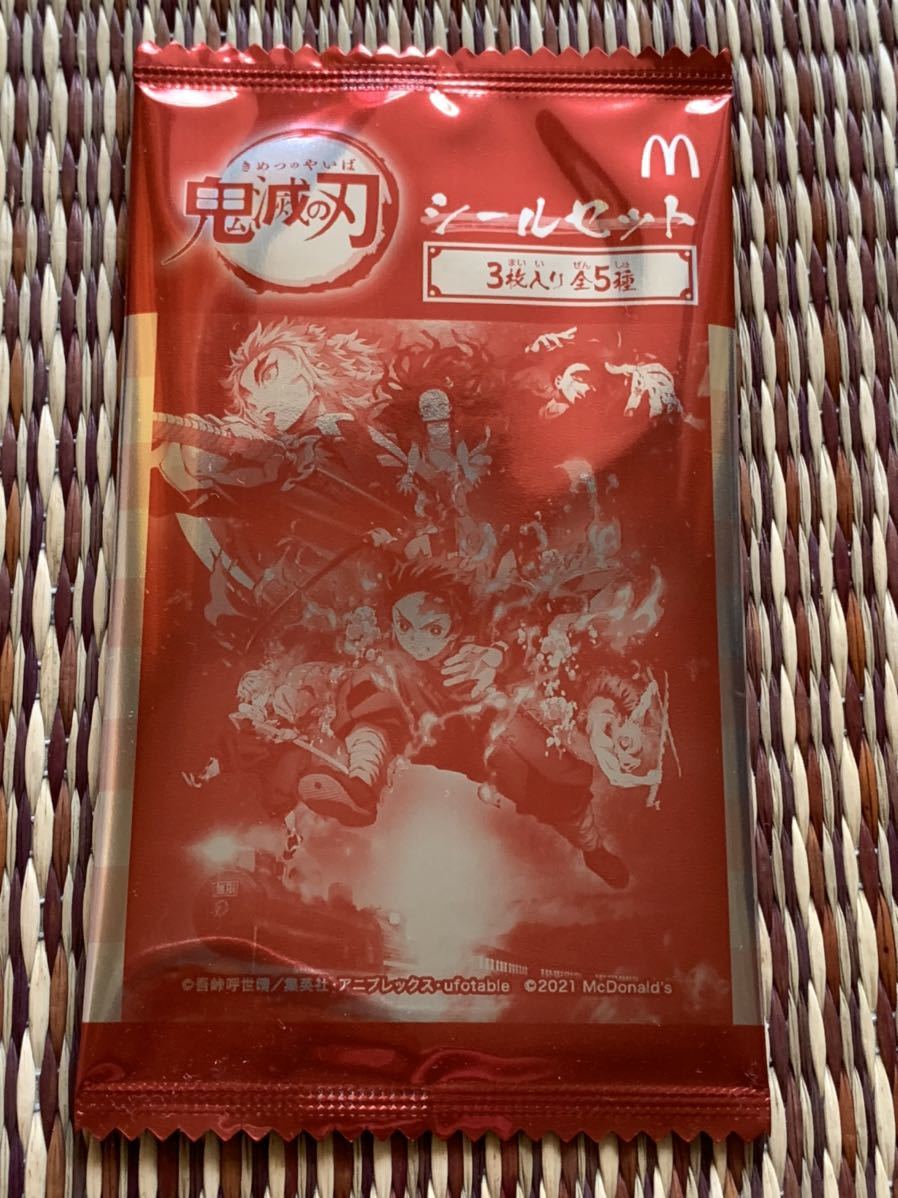 きめつのやいば
鬼滅の刃
M
シールセット
まいい ぜん しゅ
3枚入り 全5種
無限
©吾峠呼世晴／集英社・アニプレックス・ufotable ©2021 McDonald's